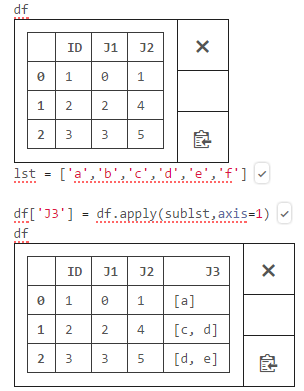 df
ID J1 J2
0 1 0 1
1 2 2 4
2 3 3 5
lst = ['a','b','c','d','e','f']
df['J3'] = df.apply(sublst,axis=1)
df
ID J1 J2 J3
0 1 0 1 [a]
1 2 2 4 [c, d]
2 3 3 5 [d, e]